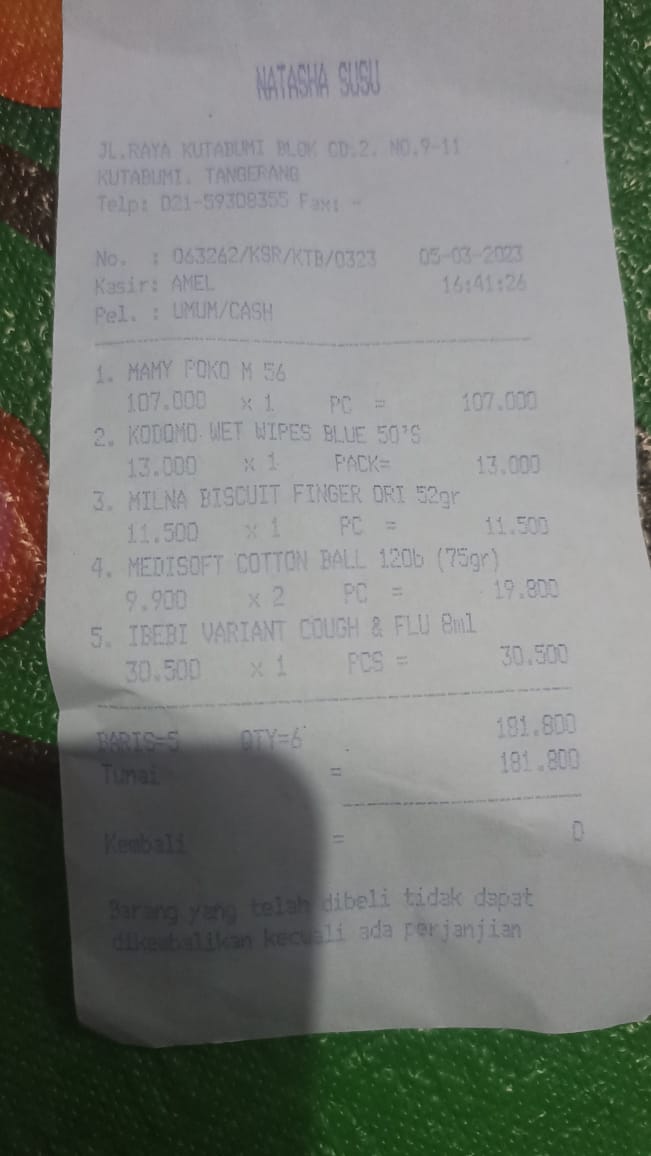 NATASHA SUSU
JL.RAYA KUTABUMI BLOK CD.2. NO.9-11
KUTABUMI. TANGERANG
Telp: 021-59308355 Fax: -
No. : 063262/KSR/KTB/0323 05-03-2023
Kasir: AMEL 16:41:26
Pel. : UMUM/CASH
1. MAMY POKO M 56
107.000 x 1 PC = 107.000
2. KODOMO WET WIPES BLUE 50'S
13.000 x 1 PACK= 13.000
3. MILNA BISCUIT FINGER ORI 52gr
11.500 x 1 PC = 11.500
4. MEDISOFT COTTON BALL 120b (75gr)
9.900 x 2 PC = 19.800
5. IBEBI VARIANT COUGH & FLU 8ml
30.500 x 1 PCS = 30.500
BARIS=5 QTY=6 181.800
Tunai = 181.800
Kembali = 0
Barang yang telah dibeli tidak dapat
dikembalikan kecuali ada perjanjian